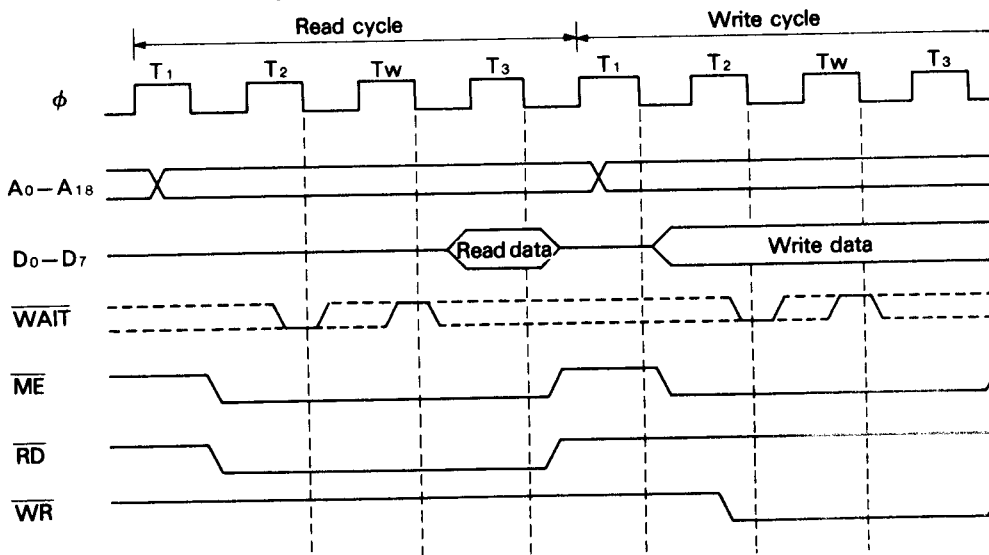 Read cycle Write cycle
T1 T2 TW T3 T1 T2 TW T3
φ
A0–A18
D0–D7 Read data Write data
WAIT
ME
RD
WR